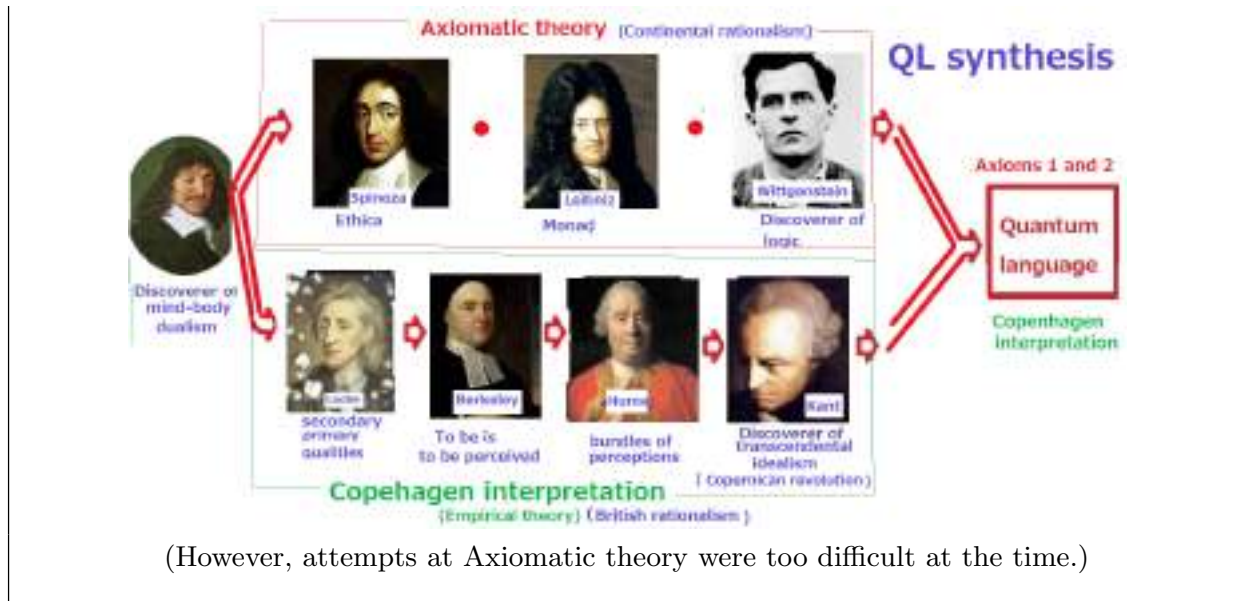 Axiomatic theory (Continental rationalism)
QL synthesis
Spinoza
Ethica
Leibniz
Monad
Wittgenstein
Discoverer of
logic
Axioms 1 and 2
Quantum
language
Copenhagen
interpretation
Discoverer of
mind-body
dualism
Locke
secondary
primary
qualities
Berkeley
To be is
to be perceived
Hume
bundles of
perceptions
Kant
Discoverer of
transcendental
idealism
( Copernican revolution )
Copehagen interpretation
(Empirical theory) ( British rationalism )
(However, attempts at Axiomatic theory were too difficult at the time.)